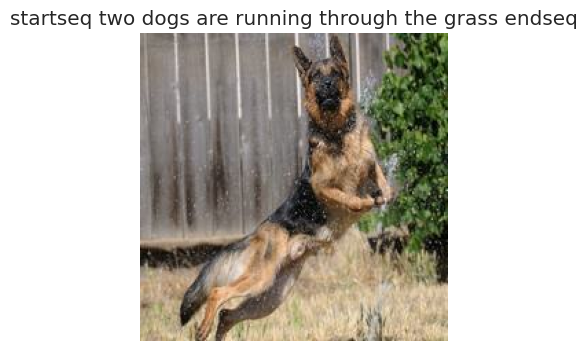 startseq two dogs are running through the grass endseq